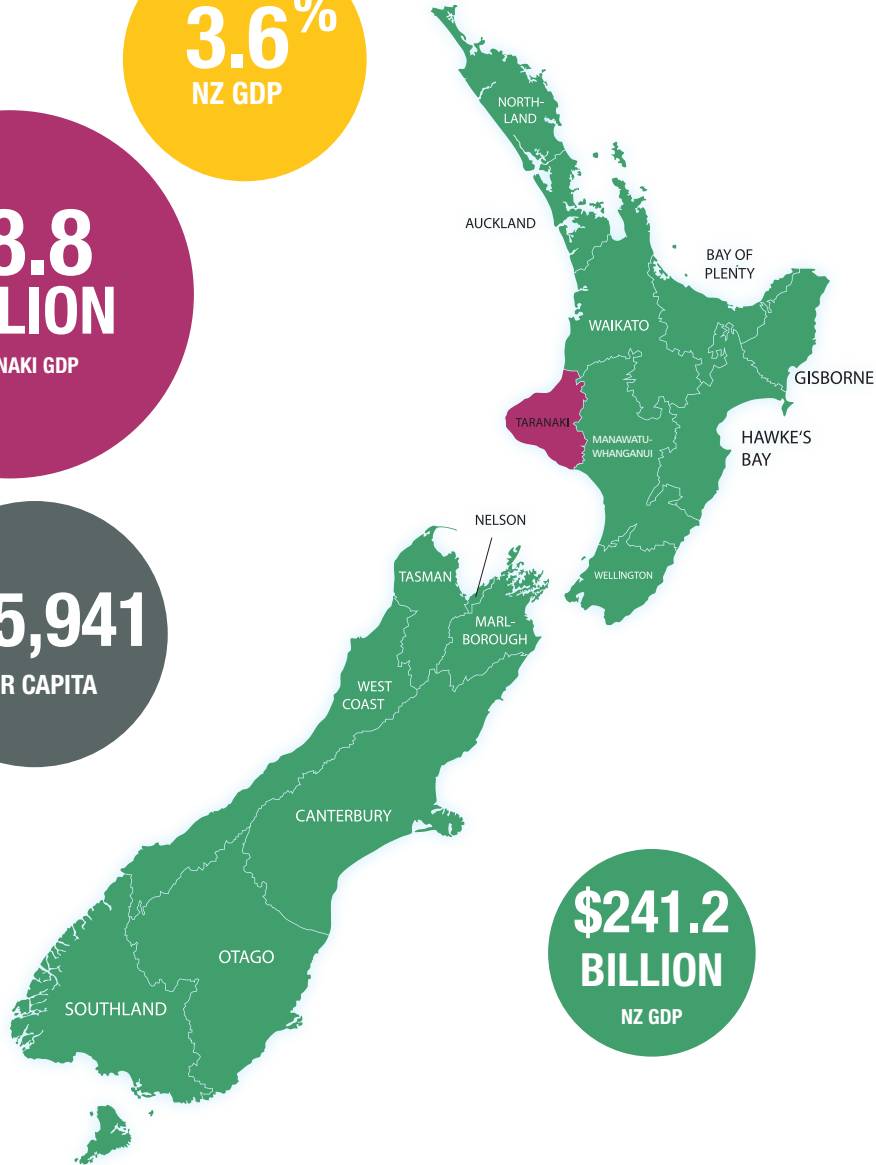 3.6%
NZ GDP
8.8
LION
NAKI GDP
5,941
R CAPITA
NORTH-
LAND
AUCKLAND
BAY OF
PLENTY
WAIKATO
GISBORNE
TARANAKI
MANAWATU-
WHANGANUI
HAWKE'S
BAY
NELSON
TASMAN
WELLINGTON
MARL-
BOROUGH
WEST
COAST
CANTERBURY
OTAGO
SOUTHLAND
$241.2
BILLION
NZ GDP